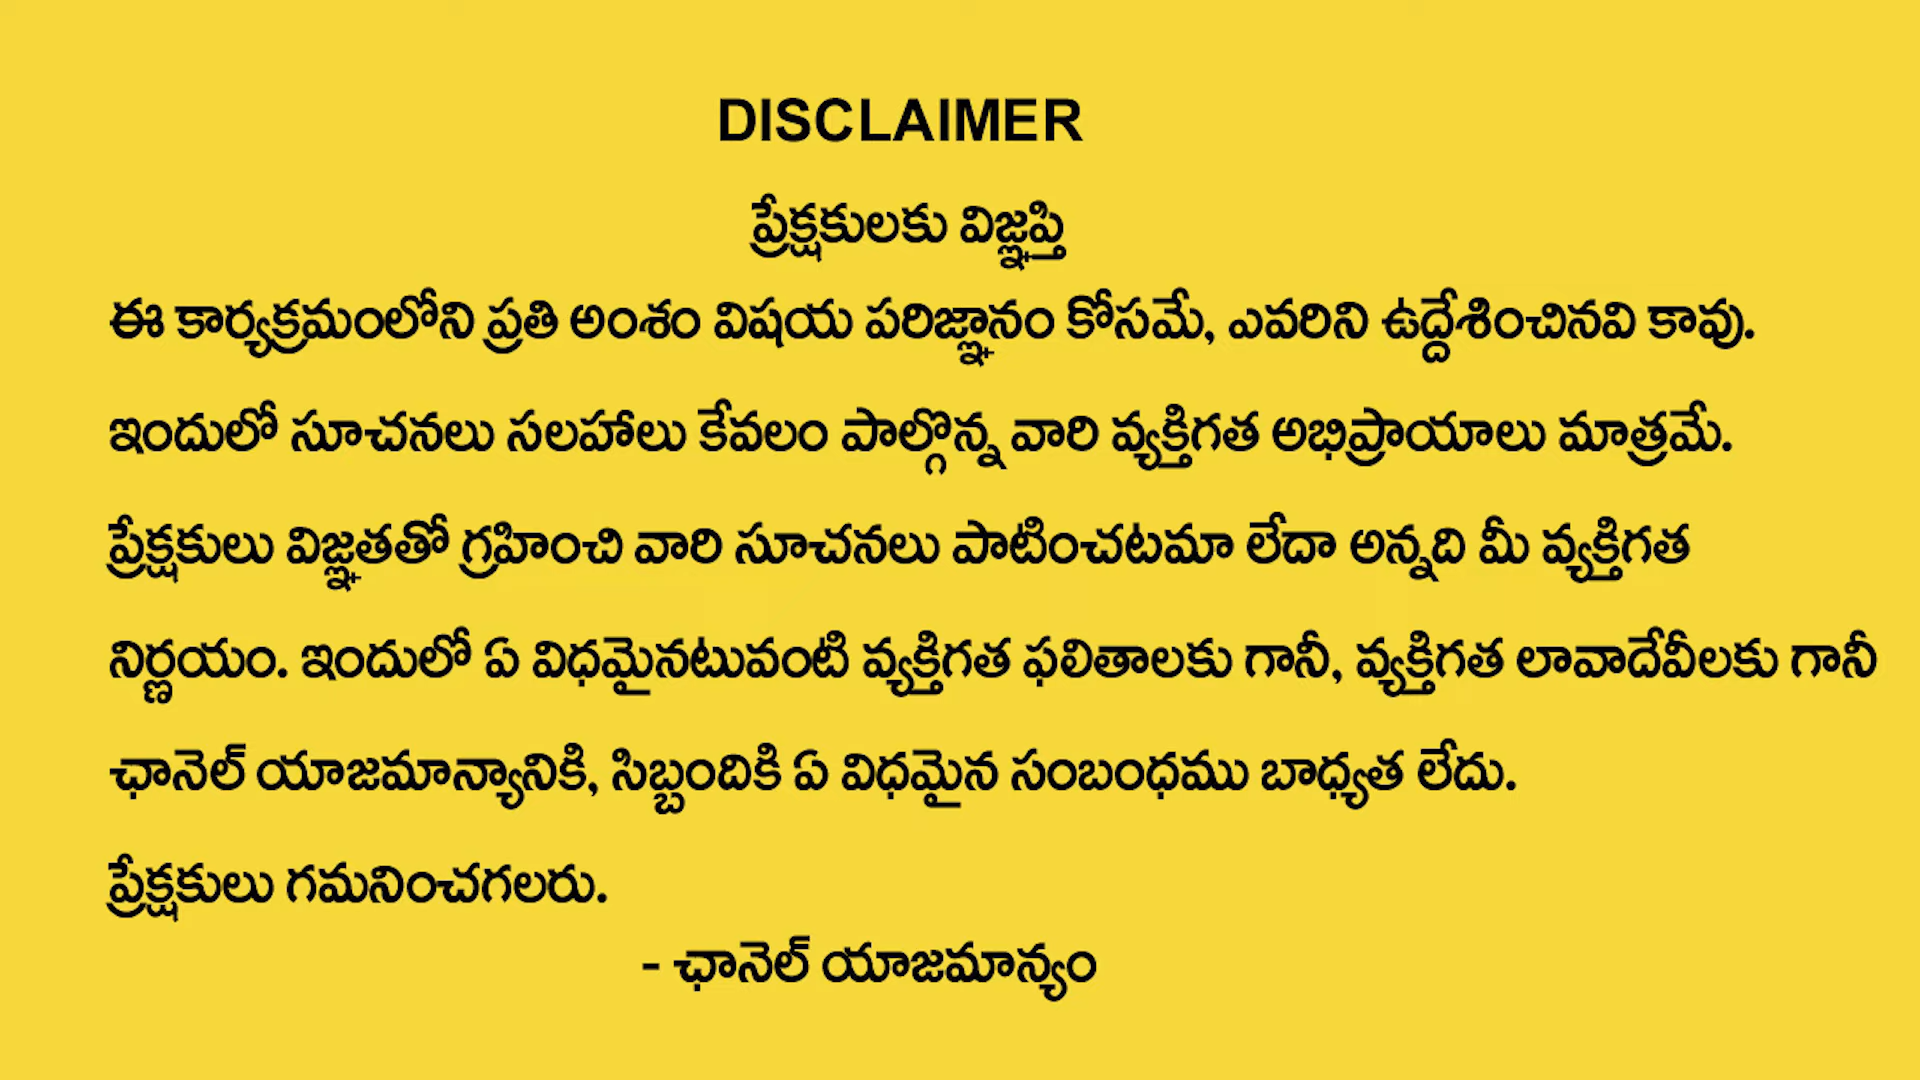 DISCLAIMER
ప్రేక్షకులకు విజ్ఞప్తి
ఈ కార్యక్రమంలోని ప్రతి అంశం విషయ పరిజ్ఞానం కోసమే, ఎవరిని ఉద్దేశించినవి కావు.
ఇందులో సూచనలు సలహాలు కేవలం పాల్గొన్న వారి వ్యక్తిగత అభిప్రాయాలు మాత్రమే.
ప్రేక్షకులు విజ్ఞతతో గ్రహించి వారి సూచనలు పాటించటమా లేదా అన్నది మీ వ్యక్తిగత
నిర్ణయం. ఇందులో ఏ విధమైనటువంటి వ్యక్తిగత ఫలితాలకు గానీ, వ్యక్తిగత లావాదేవీలకు గానీ
ఛానెల్ యాజమాన్యానికి, సిబ్బందికి ఏ విధమైన సంబంధము బాధ్యత లేదు.
ప్రేక్షకులు గమనించగలరు.
- ఛానెల్ యాజమాన్యం